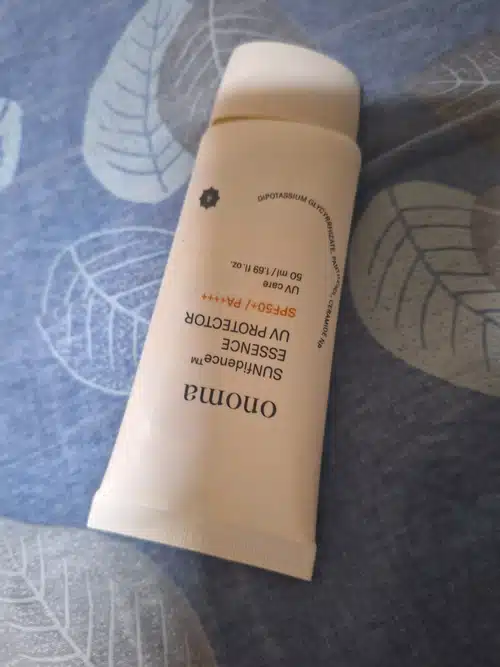 onoma
SUNfidence™
ESSENCE
UV PROTECTOR
SPF50+/ PA++++
UV care
50 ml / 1.69 fl.oz.
DIPOTASSIUM GLYCYRRHIZATE, PANTHENOL, CERAMIDE Np